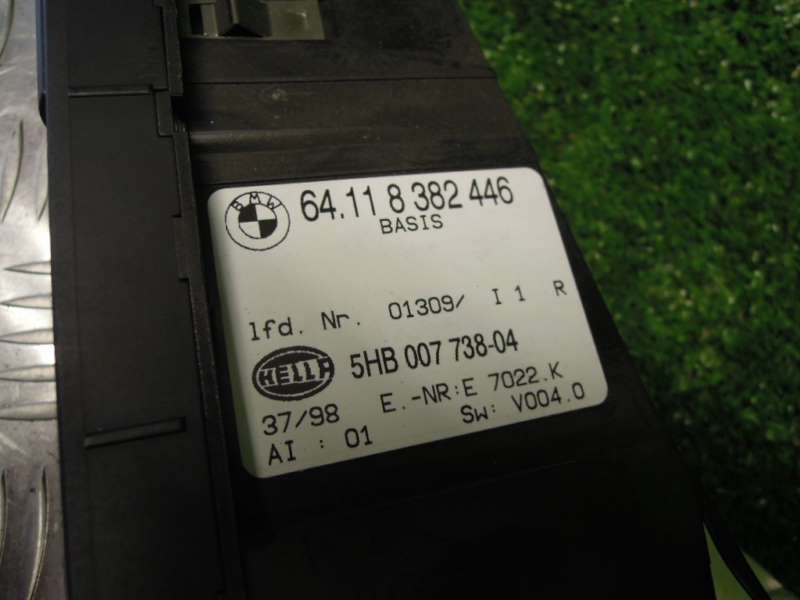 BMW
64.11 8 382 446
BASIS
lfd. Nr. 01309/ I 1 R
HELLA
5HB 007 738-04
37/98 E.-NR:E 7022.K
AI : 01 SW: V004.0